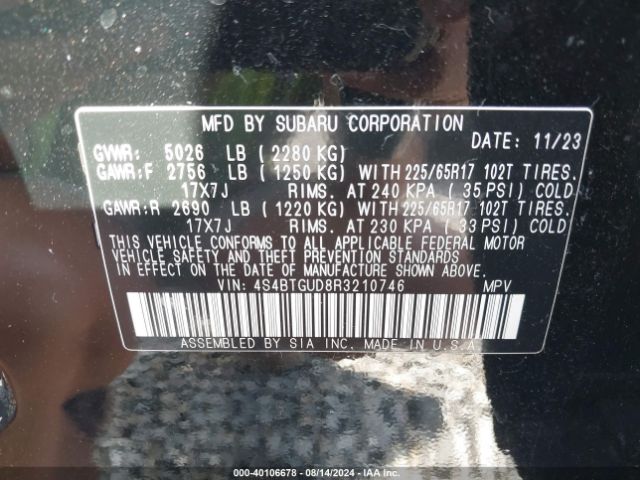 MFD BY SUBARU CORPORATION
DATE: 11/23
GVWR: 5026 LB ( 2280 KG)
GAWR:F 2756 LB ( 1250 KG) WITH 225/65R17 102T TIRES.
17X7J RIMS. AT 240 KPA ( 35 PSI) COLD
GAWR:R 2690 LB ( 1220 KG) WITH 225/65R17 102T TIRES.
17X7J RIMS. AT 230 KPA ( 33 PSI) COLD
THIS VEHICLE CONFORMS TO ALL APPLICABLE FEDERAL MOTOR
VEHICLE SAFETY AND THEFT PREVENTION STANDARDS
IN EFFECT ON THE DATE OF MANUFACTURE SHOWN ABOVE.
VIN: 4S4BTGUD8R3210746 MPV
ASSEMBLED BY SIA INC. MADE IN U.S.A.
000-40106678 - 08/14/2024 - IAA Inc.